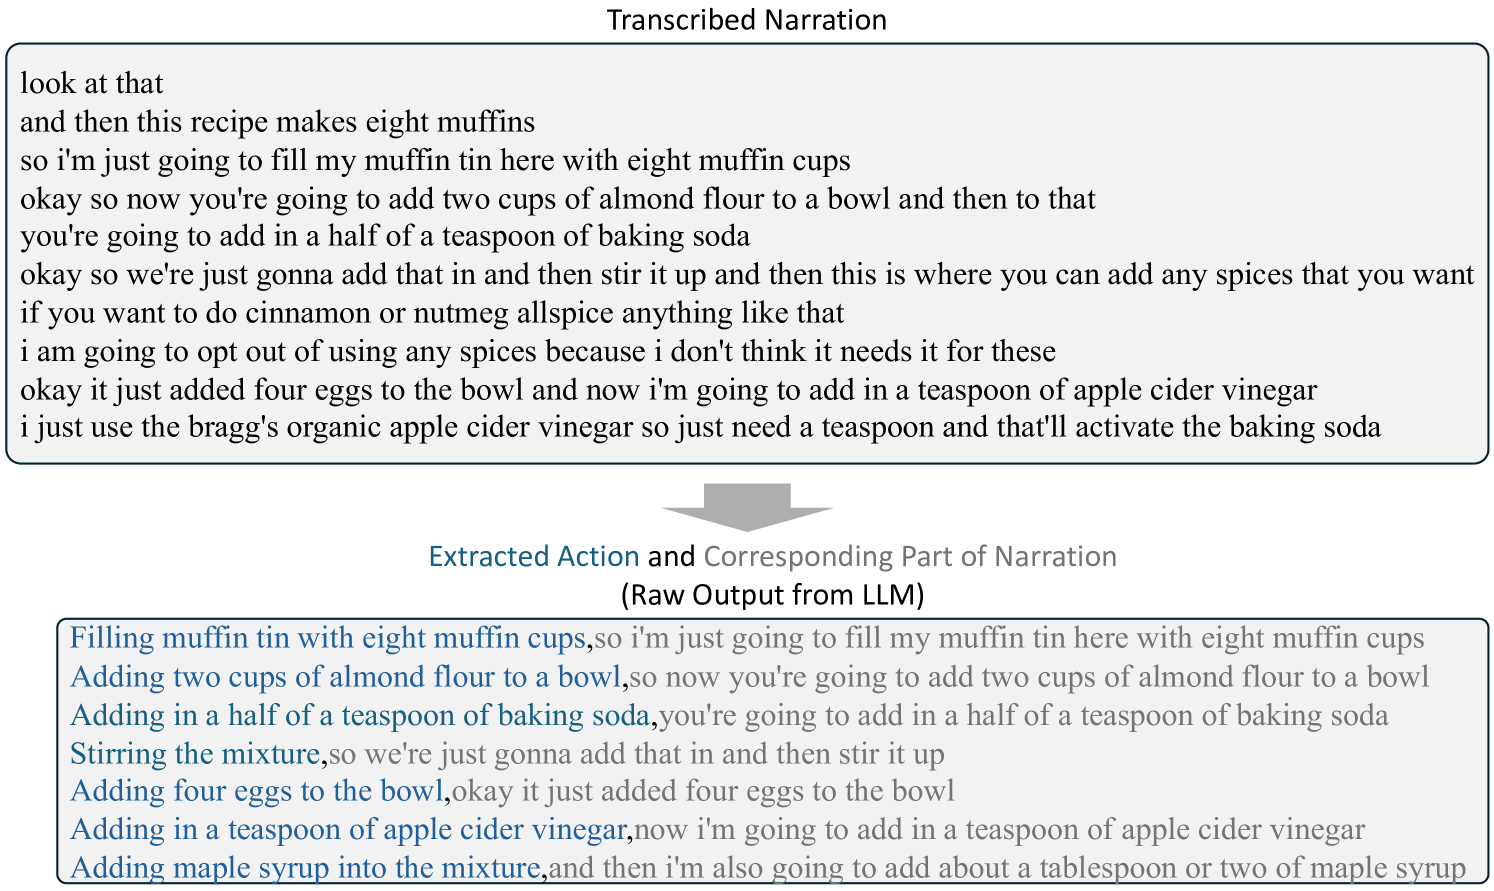 Transcribed Narration
look at that
and then this recipe makes eight muffins
so i'm just going to fill my muffin tin here with eight muffin cups
okay so now you're going to add two cups of almond flour to a bowl and then to that
you're going to add in a half of a teaspoon of baking soda
okay so we're just gonna add that in and then stir it up and then this is where you can add any spices that you want
if you want to do cinnamon or nutmeg allspice anything like that
i am going to opt out of using any spices because i don't think it needs it for these
okay it just added four eggs to the bowl and now i'm going to add in a teaspoon of apple cider vinegar
i just use the bragg's organic apple cider vinegar so just need a teaspoon and that'll activate the baking soda
Extracted Action and Corresponding Part of Narration
(Raw Output from LLM)
Filling muffin tin with eight muffin cups,so i'm just going to fill my muffin tin here with eight muffin cups
Adding two cups of almond flour to a bowl,so now you're going to add two cups of almond flour to a bowl
Adding in a half of a teaspoon of baking soda,you're going to add in a half of a teaspoon of baking soda
Stirring the mixture,so we're just gonna add that in and then stir it up
Adding four eggs to the bowl,okay it just added four eggs to the bowl
Adding in a teaspoon of apple cider vinegar,now i'm going to add in a teaspoon of apple cider vinegar
Adding maple syrup into the mixture,and then i'm also going to add about a tablespoon or two of maple syrup